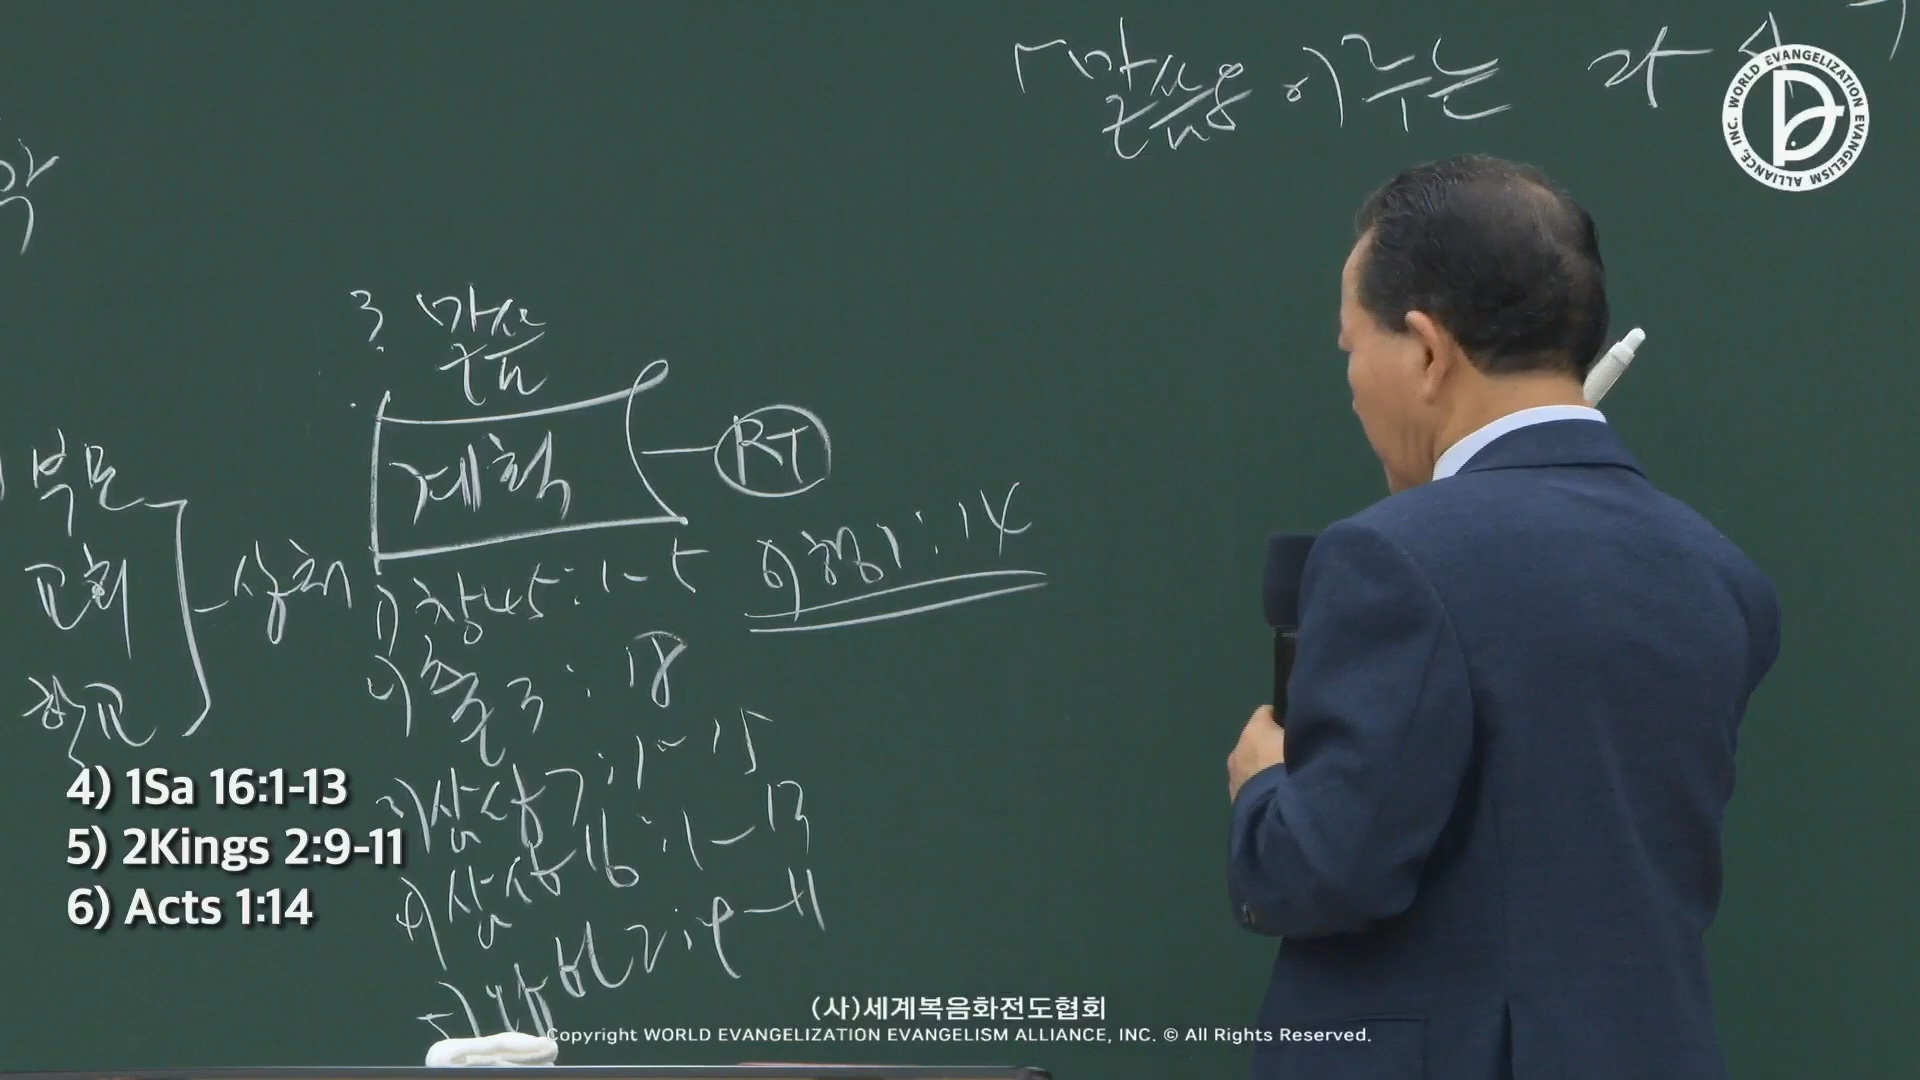 「말씀을 이루는
WORLD EVANGELIZATION EVANGELISM ALLIANCE, INC.
3. 말씀
계획 RT
부모
교회
학교
상처
1) 창45:1-5
2) 출3:18
3) 삼상7:1-15
4) 삼상16:1-13
5) 왕하2:9-11
6) 행1:14
4) 1Sa 16:1-13
5) 2Kings 2:9-11
6) Acts 1:14
(사)세계복음화전도협회
Copyright WORLD EVANGELIZATION EVANGELISM ALLIANCE, INC. © All Rights Reserved.